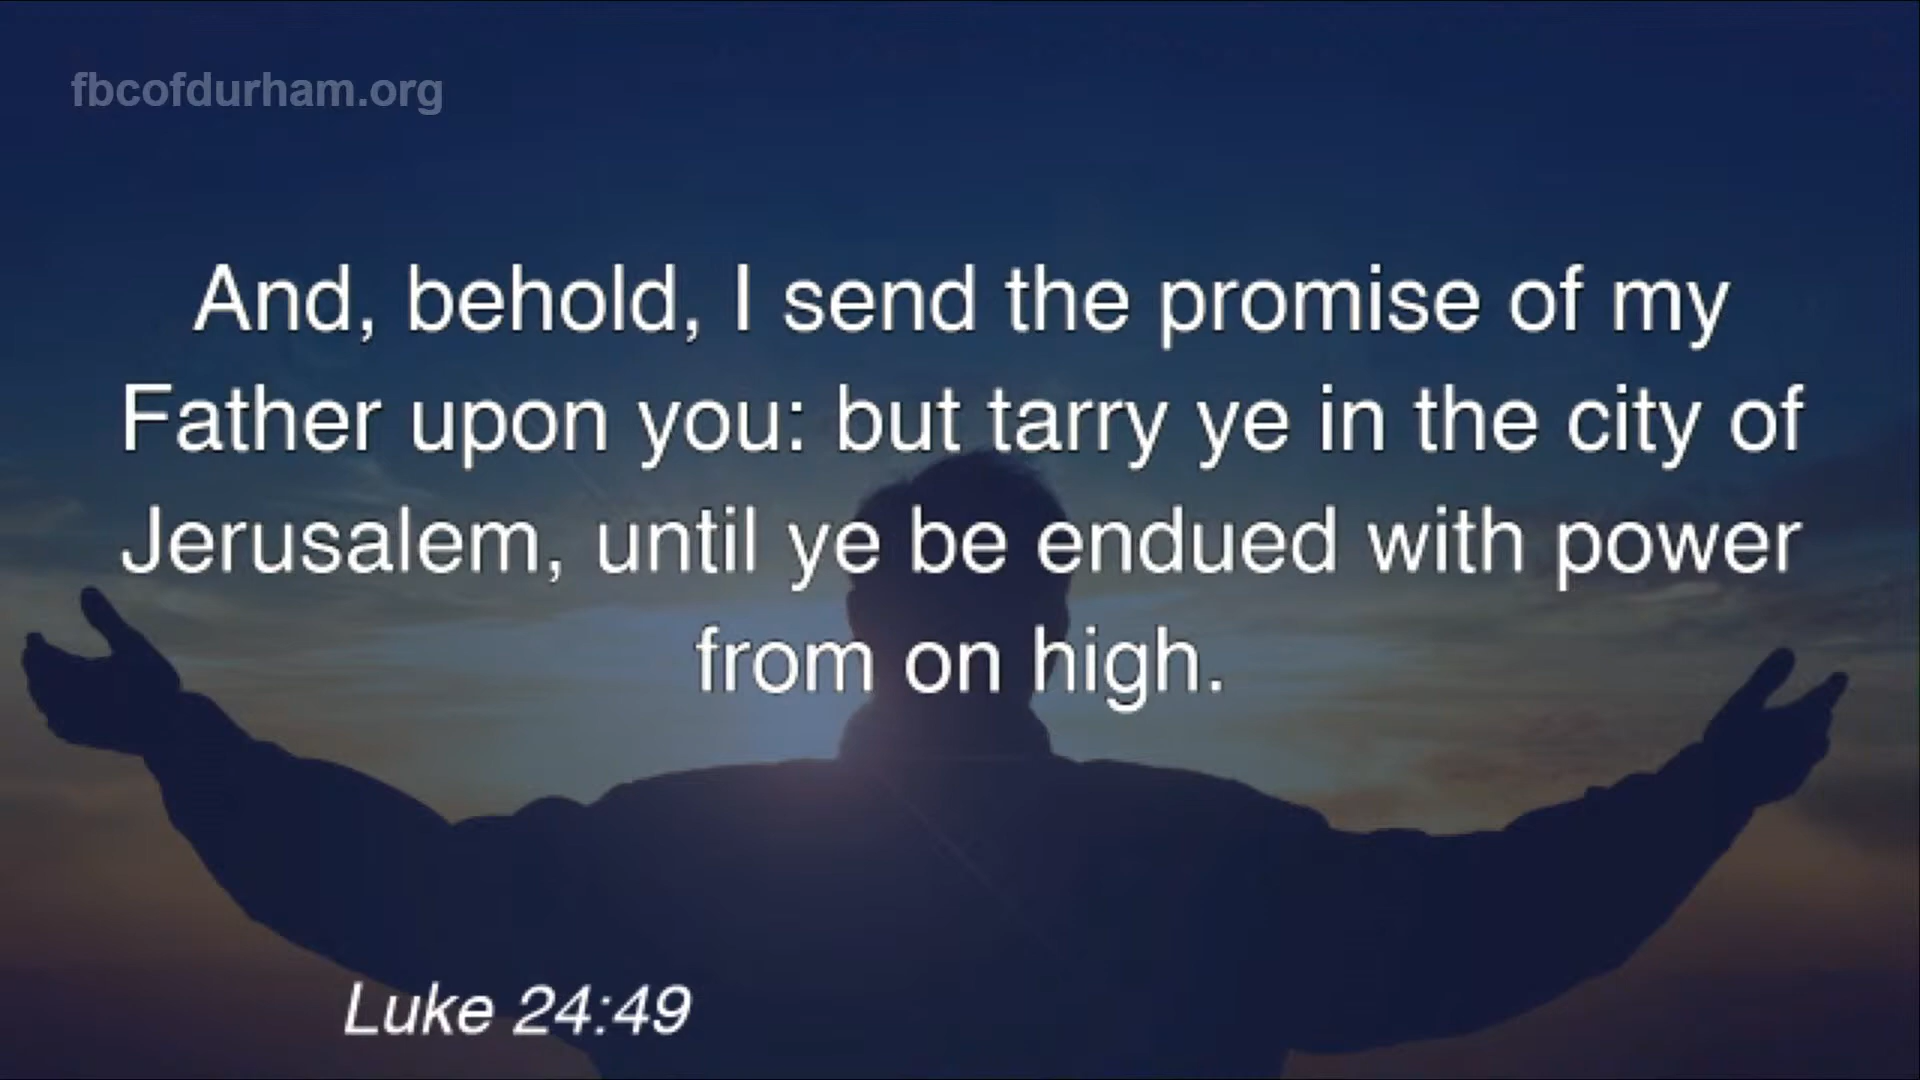 fbcofdurham.org
And, behold, I send the promise of my
Father upon you: but tarry ye in the city of
Jerusalem, until ye be endued with power
from on high.
Luke 24:49